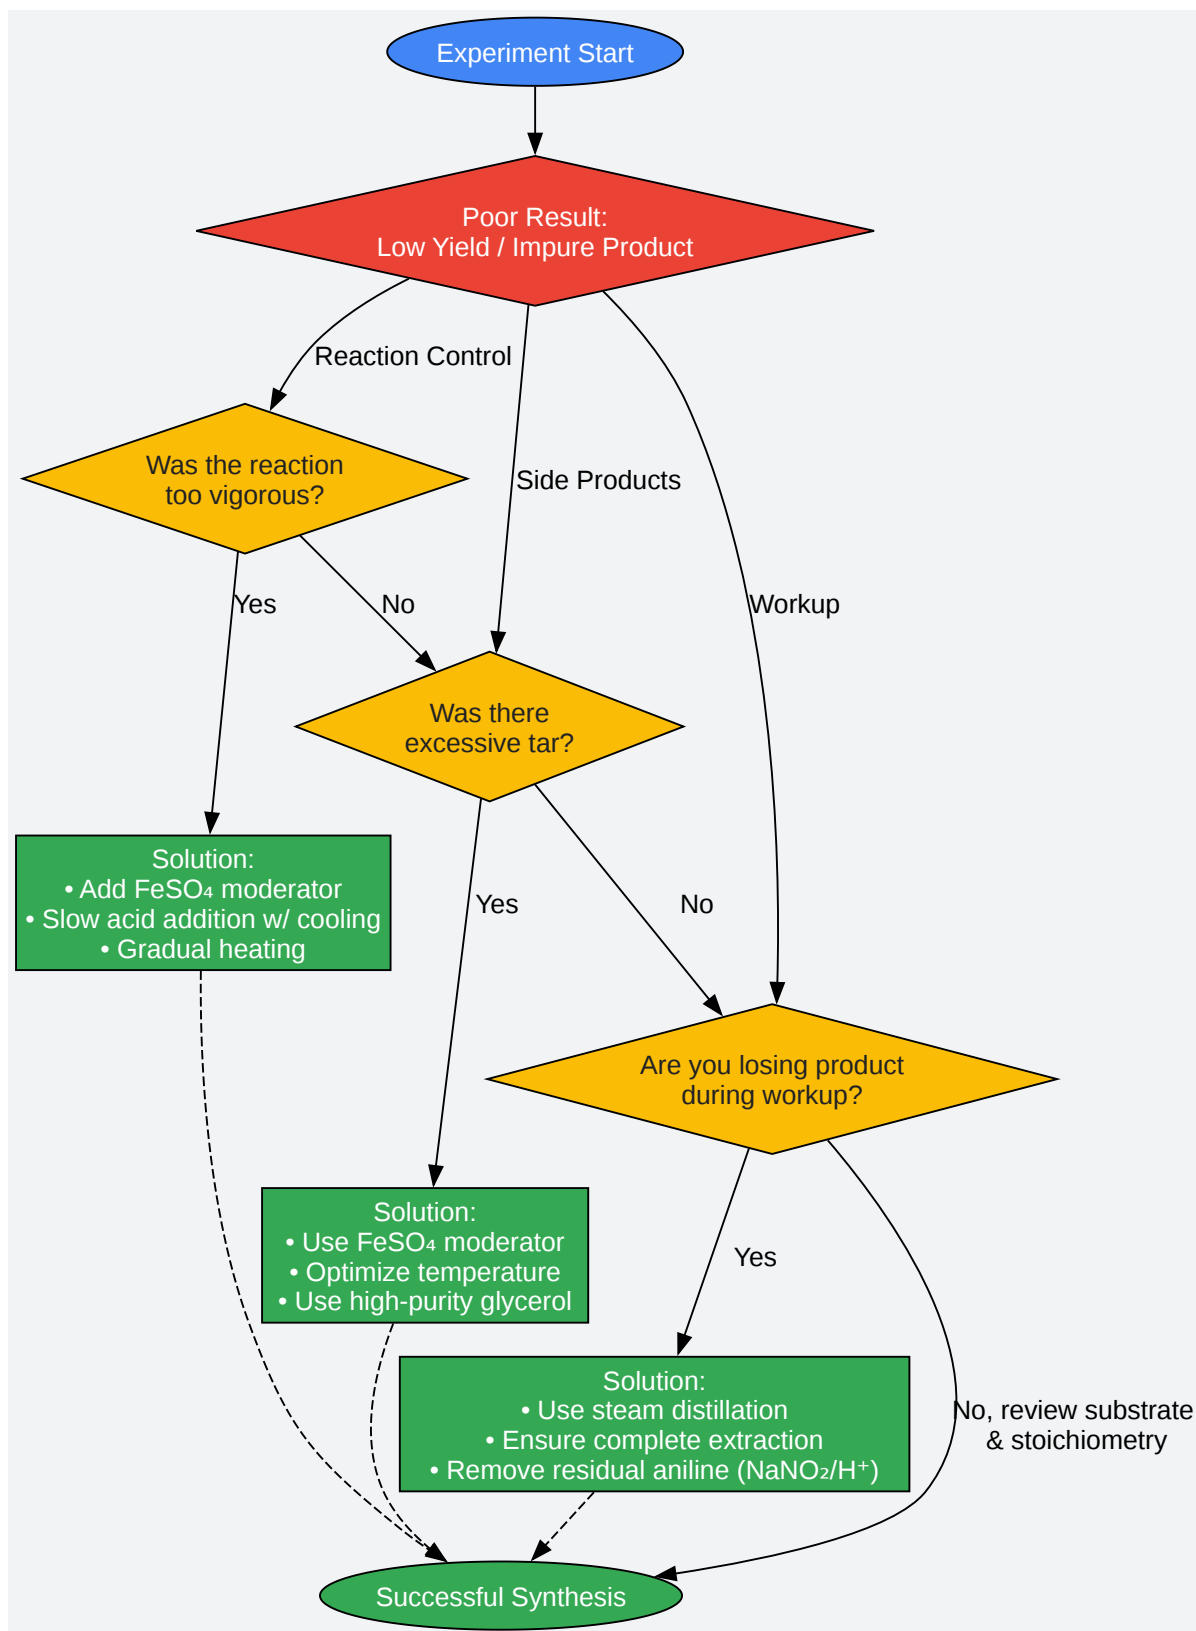 Experiment Start
Poor Result:
Low Yield / Impure Product
Reaction Control
Was the reaction
too vigorous?
Side Products
Yes
No
Workup
Was there
excessive tar?
Solution:
• Add FeSO₄ moderator
• Slow acid addition w/ cooling
• Gradual heating
Yes
No
Are you losing product
during workup?
Solution:
• Use FeSO₄ moderator
• Optimize temperature
• Use high-purity glycerol
Yes
Solution:
• Use steam distillation
• Ensure complete extraction
• Remove residual aniline (NaNO₂/H⁺)
No, review substrate
& stoichiometry
Successful Synthesis